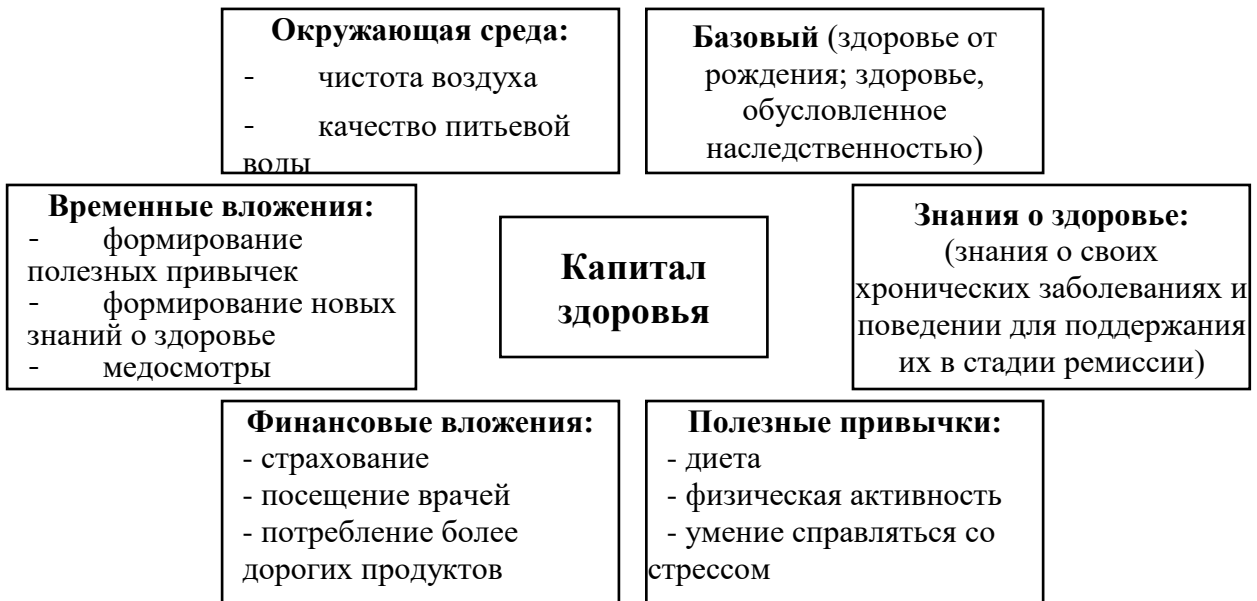 Окружающая среда:
- чистота воздуха
- качество питьевой
воды
Базовый (здоровье от
рождения; здоровье,
обусловленное
наследственностью)
Временные вложения:
- формирование
полезных привычек
- формирование новых
знаний о здоровье
- медосмотры
Капитал
здоровья
Знания о здоровье:
(знания о своих
хронических заболеваниях и
поведении для поддержания
их в стадии ремиссии)
Финансовые вложения:
- страхование
- посещение врачей
- потребление более
дорогих продуктов
Полезные привычки:
- диета
- физическая активность
- умение справляться со
стрессом